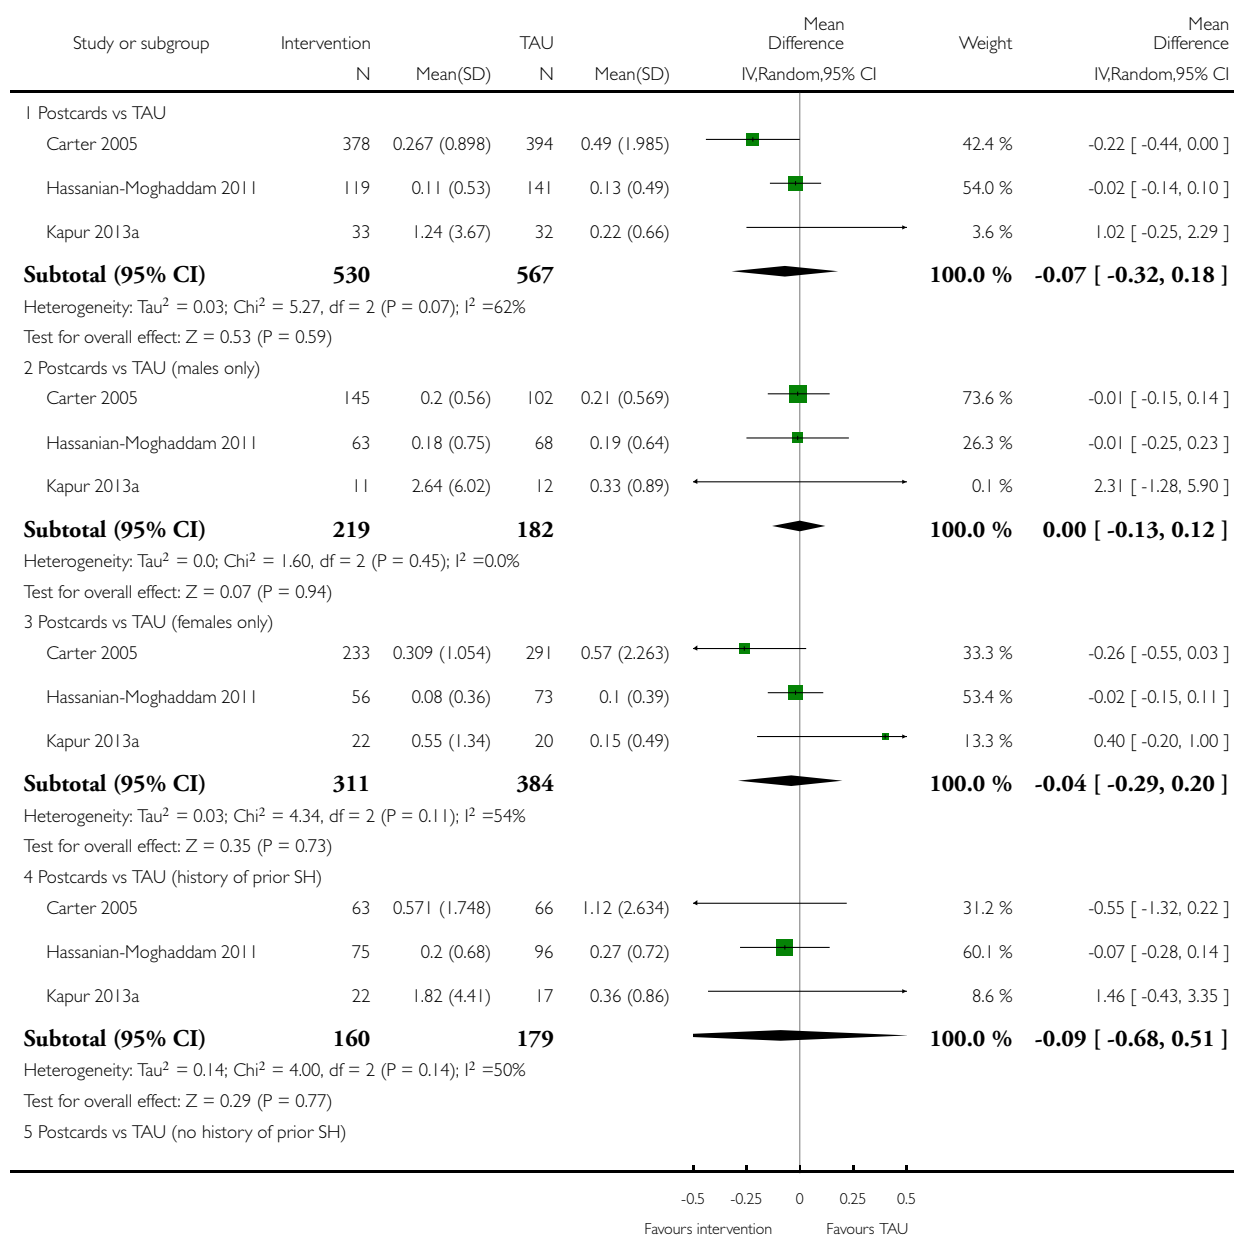 Study or subgroup Intervention TAU Mean Difference Weight Mean Difference
N Mean(SD) N Mean(SD) IV,Random,95% CI IV,Random,95% CI
1 Postcards vs TAU
Carter 2005 378 0.267 (0.898) 394 0.49 (1.985) 42.4 % -0.22 [ -0.44, 0.00 ]
Hassanian-Moghaddam 2011 119 0.11 (0.53) 141 0.13 (0.49) 54.0 % -0.02 [ -0.14, 0.10 ]
Kapur 2013a 33 1.24 (3.67) 32 0.22 (0.66) 3.6 % 1.02 [ -0.25, 2.29 ]
Subtotal (95% CI) 530 567 100.0 % -0.07 [ -0.32, 0.18 ]
Heterogeneity: Tau² = 0.03; Chi² = 5.27, df = 2 (P = 0.07); I² =62%
Test for overall effect: Z = 0.53 (P = 0.59)
2 Postcards vs TAU (males only)
Carter 2005 145 0.2 (0.56) 102 0.21 (0.569) 73.6 % -0.01 [ -0.15, 0.14 ]
Hassanian-Moghaddam 2011 63 0.18 (0.75) 68 0.19 (0.64) 26.3 % -0.01 [ -0.25, 0.23 ]
Kapur 2013a 11 2.64 (6.02) 12 0.33 (0.89) 0.1 % 2.31 [ -1.28, 5.90 ]
Subtotal (95% CI) 219 182 100.0 % 0.00 [ -0.13, 0.12 ]
Heterogeneity: Tau² = 0.0; Chi² = 1.60, df = 2 (P = 0.45); I² =0.0%
Test for overall effect: Z = 0.07 (P = 0.94)
3 Postcards vs TAU (females only)
Carter 2005 233 0.309 (1.054) 291 0.57 (2.263) 33.3 % -0.26 [ -0.55, 0.03 ]
Hassanian-Moghaddam 2011 56 0.08 (0.36) 73 0.1 (0.39) 53.4 % -0.02 [ -0.15, 0.11 ]
Kapur 2013a 22 0.55 (1.34) 20 0.15 (0.49) 13.3 % 0.40 [ -0.20, 1.00 ]
Subtotal (95% CI) 311 384 100.0 % -0.04 [ -0.29, 0.20 ]
Heterogeneity: Tau² = 0.03; Chi² = 4.34, df = 2 (P = 0.11); I² =54%
Test for overall effect: Z = 0.35 (P = 0.73)
4 Postcards vs TAU (history of prior SH)
Carter 2005 63 0.571 (1.748) 66 1.12 (2.634) 31.2 % -0.55 [ -1.32, 0.22 ]
Hassanian-Moghaddam 2011 75 0.2 (0.68) 96 0.27 (0.72) 60.1 % -0.07 [ -0.28, 0.14 ]
Kapur 2013a 22 1.82 (4.41) 17 0.36 (0.86) 8.6 % 1.46 [ -0.43, 3.35 ]
Subtotal (95% CI) 160 179 100.0 % -0.09 [ -0.68, 0.51 ]
Heterogeneity: Tau² = 0.14; Chi² = 4.00, df = 2 (P = 0.14); I² =50%
Test for overall effect: Z = 0.29 (P = 0.77)
5 Postcards vs TAU (no history of prior SH)
-0.5 -0.25 0 0.25 0.5
Favours intervention Favours TAU